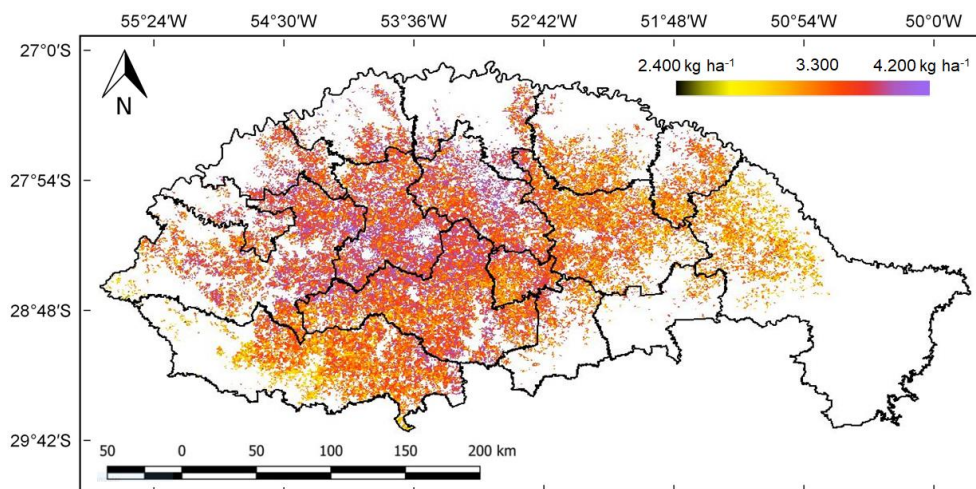 55°24'W 54°30'W 53°36'W 52°42'W 51°48'W 50°54'W 50°0'W
27°0'S
2.400 kg ha⁻¹ 3.300 4.200 kg ha⁻¹
N
27°54'S
28°48'S
29°42'S
50 0 50 100 150 200 km